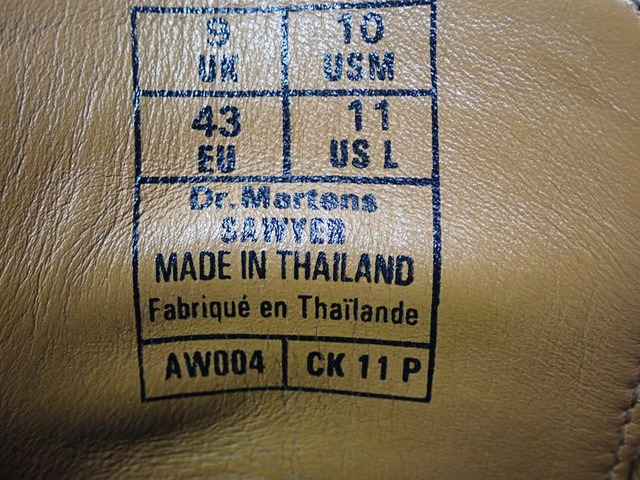 9 10
UK USM
43 11
EU US L
Dr. Martens
SAWYER
MADE IN THAILAND
Fabriqué en Thaïlande
AW004 CK 11 P